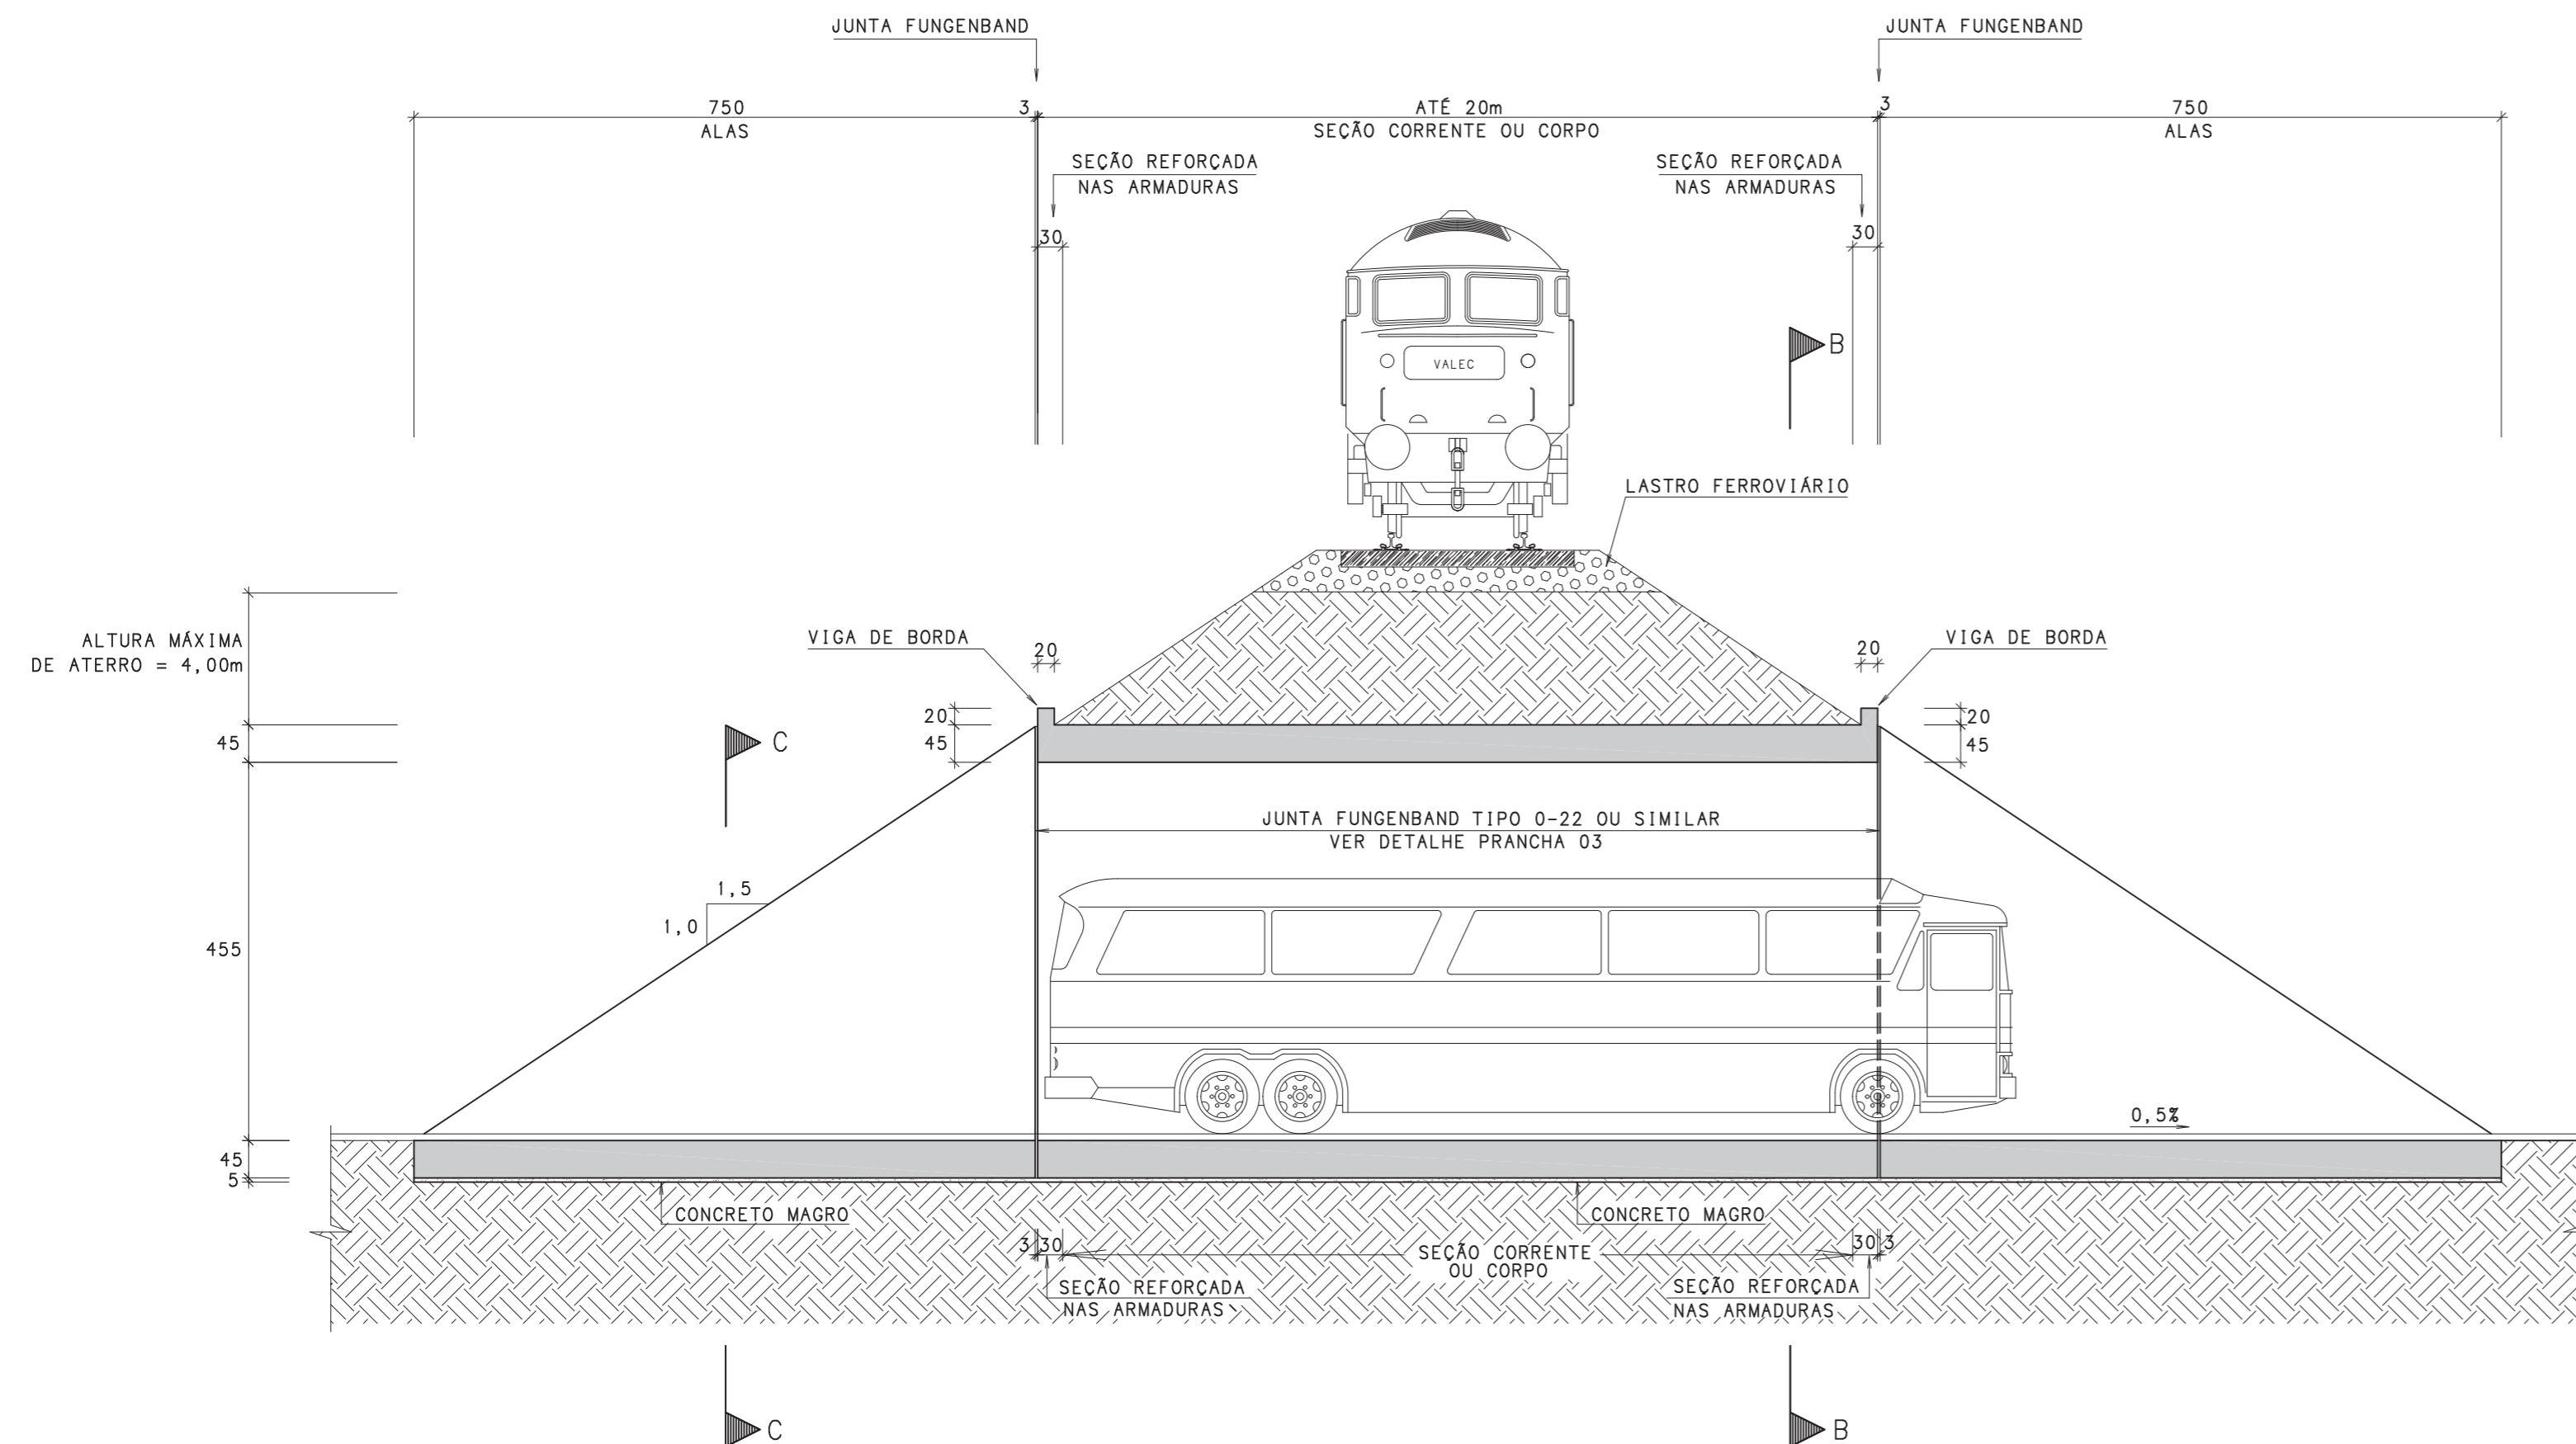 JUNTA FUNGENBAND
JUNTA FUNGENBAND
750
3
ATÉ 20m
3
750
ALAS
SEÇÃO CORRENTE OU CORPO
ALAS
SEÇÃO REFORÇADA
NAS ARMADURAS
SEÇÃO REFORÇADA
NAS ARMADURAS
30
30
B
VALEC
LASTRO FERROVIÁRIO
ALTURA MÁXIMA
DE ATERRO = 4,00m
VIGA DE BORDA
20
20
VIGA DE BORDA
20
45
20
45
45
C
JUNTA FUNGENBAND TIPO O-22 OU SIMILAR
VER DETALHE PRANCHA 03
1,5
1,0
455
0,5%
45
5
CONCRETO MAGRO
CONCRETO MAGRO
3
30
SEÇÃO CORRENTE
OU CORPO
30
3
SEÇÃO REFORÇADA
NAS ARMADURAS
SEÇÃO REFORÇADA
NAS ARMADURAS
C
B